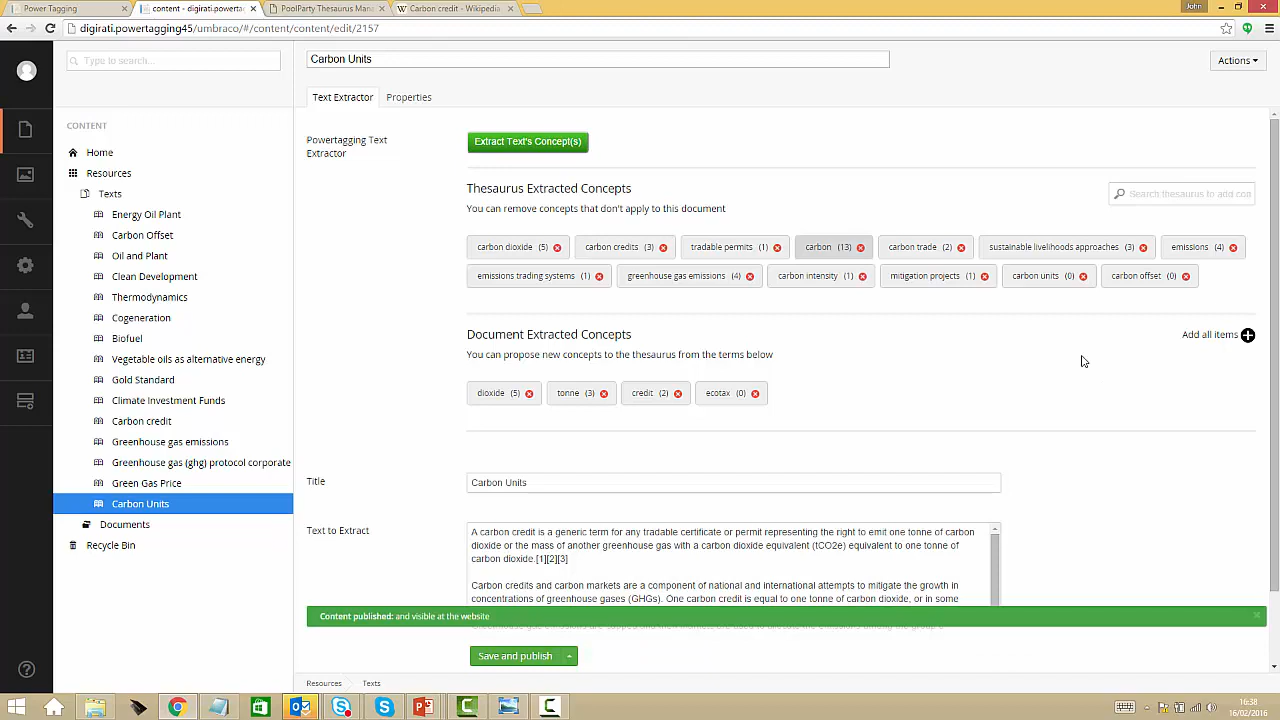 Power Tagging
content - digirati.powerta
PoolParty Thesaurus Man
Carbon credit - Wikipedia
John
digirati.powertagging45/umbraco/#/content/content/edit/2157
Type to search...
Carbon Units
Actions
Text Extractor
Properties
CONTENT
Home
Resources
Texts
Energy Oil Plant
Carbon Offset
Oil and Plant
Clean Development
Thermodynamics
Cogeneration
Biofuel
Vegetable oils as alternative energy
Gold Standard
Climate Investment Funds
Carbon credit
Greenhouse gas emissions
Greenhouse gas (ghg) protocol corporate
Green Gas Price
Carbon Units
Documents
Recycle Bin
Powertagging Text
Extractor
Extract Text's Concept(s)
Thesaurus Extracted Concepts
You can remove concepts that don't apply to this document
Search thesaurus to add con
carbon dioxide (5)
carbon credits (3)
tradable permits (1)
carbon (13)
carbon trade (2)
sustainable livelihoods approaches (3)
emissions (4)
emissions trading systems (1)
greenhouse gas emissions (4)
carbon intensity (1)
mitigation projects (1)
carbon units (0)
carbon offset (0)
Document Extracted Concepts
Add all items
You can propose new concepts to the thesaurus from the terms below
dioxide (5)
tonne (3)
credit (2)
ecotax (0)
Title
Carbon Units
Text to Extract
A carbon credit is a generic term for any tradable certificate or permit representing the right to emit one tonne of carbon
dioxide or the mass of another greenhouse gas with a carbon dioxide equivalent (tCO2e) equivalent to one tonne of
carbon dioxide.[1][2][3]
Carbon credits and carbon markets are a component of national and international attempts to mitigate the growth in
concentrations of greenhouse gases (GHGs). One carbon credit is equal to one tonne of carbon dioxide, or in some
Content published: and visible at the website
Save and publish
Resources
Texts
16:38
16/02/2016